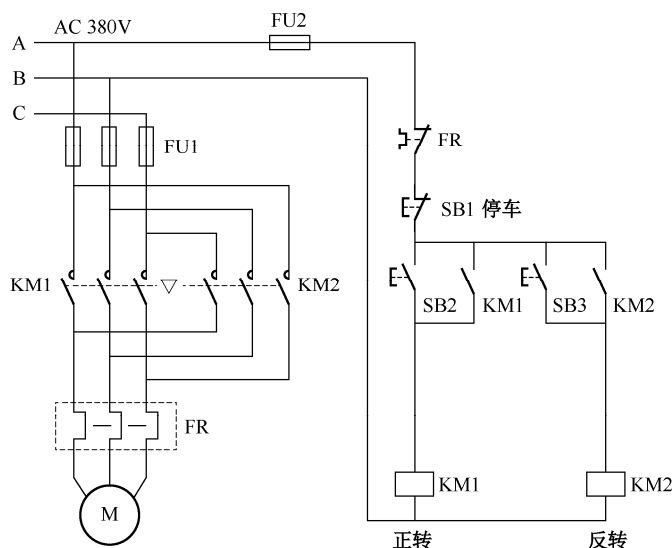 AC 380V
FU2
A
B
C
FU1
FR
SB1 停车
KM1
KM2
SB2
KM1
SB3
KM2
FR
KM1
KM2
M
正转
反转